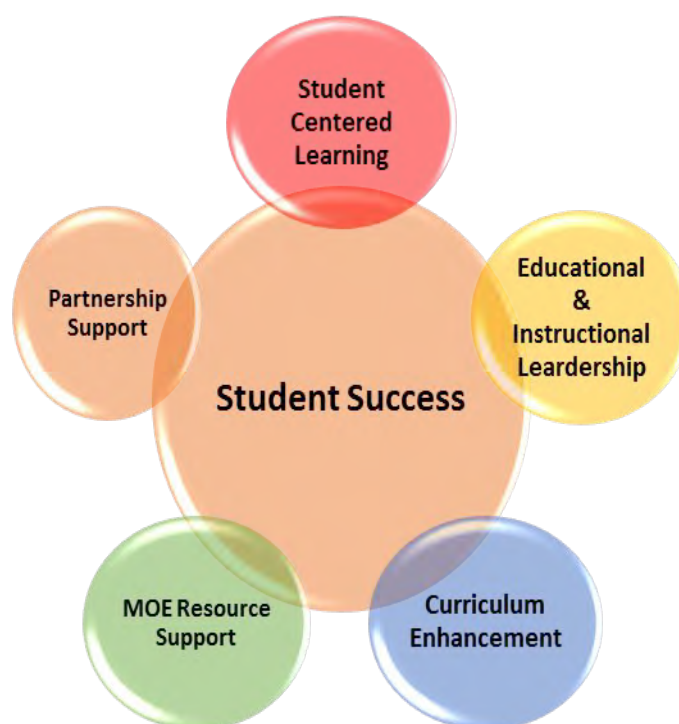 Student
Centered
Learning
Partnership
Support
Educational
&
Instructional
Leardership
Student Success
MOE Resource
Support
Curriculum
Enhancement